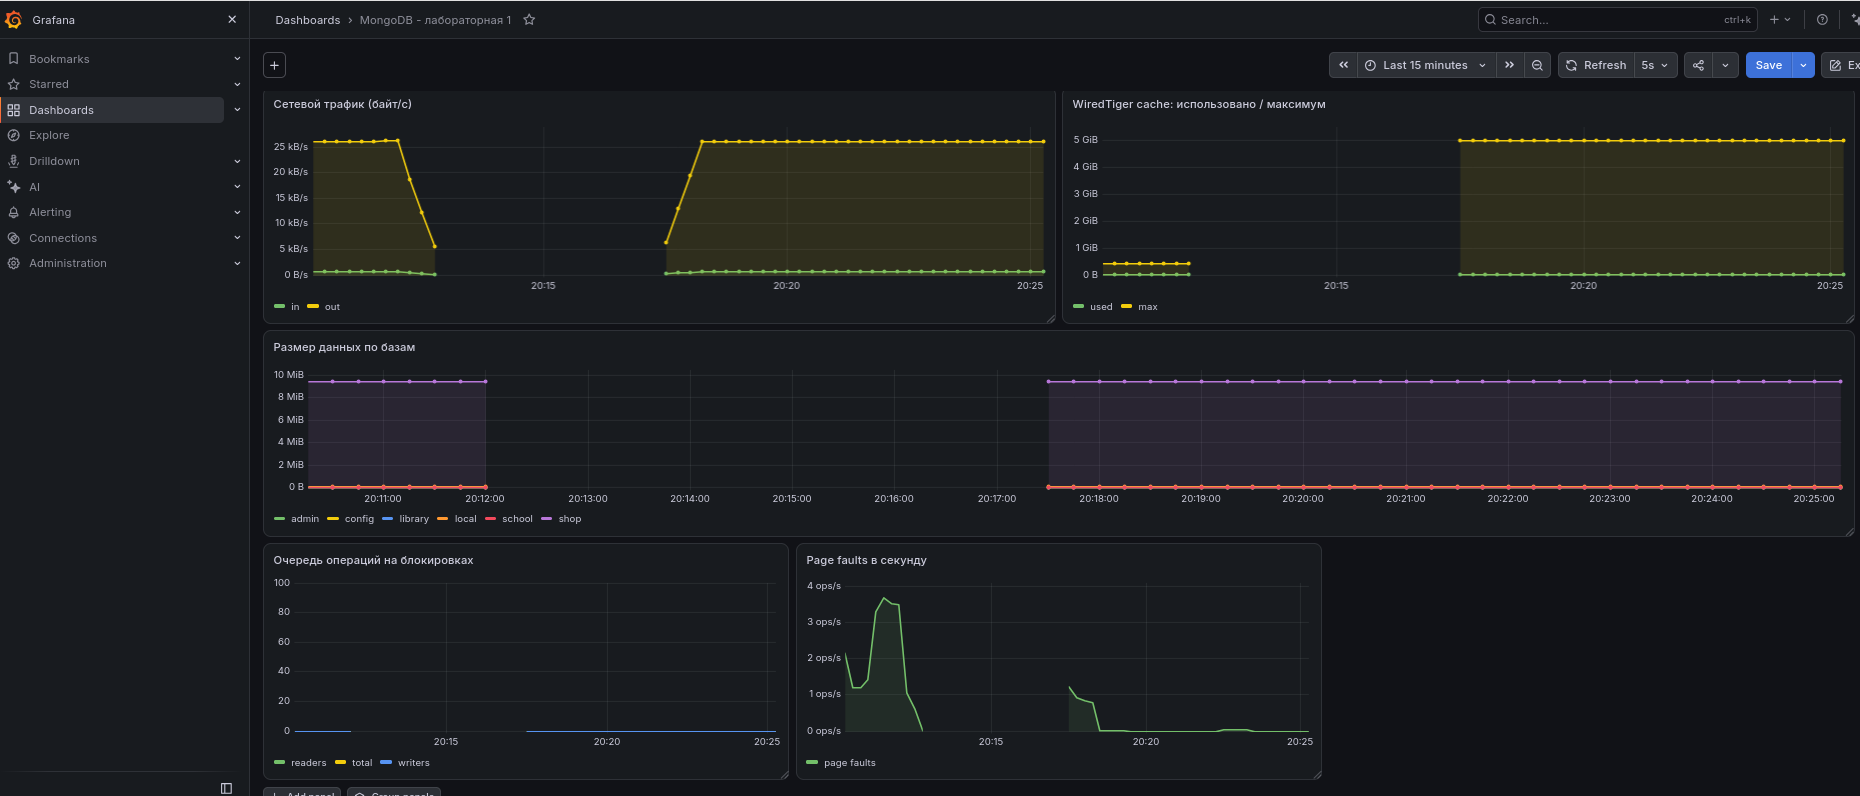 Grafana
Dashboards › MongoDB - лабораторная 1
Search...
ctrl+k
Bookmarks
Starred
Dashboards
Explore
Drilldown
AI
Alerting
Connections
Administration
Last 15 minutes
Refresh
5s
Save
Ex
Сетевой трафик (байт/с)
25 kB/s
20 kB/s
15 kB/s
10 kB/s
5 kB/s
0 B/s
20:15 20:20 20:25
in out
WiredTiger cache: использовано / максимум
5 GiB
4 GiB
3 GiB
2 GiB
1 GiB
0 B
20:15 20:20 20:25
used max
Размер данных по базам
10 MiB
8 MiB
6 MiB
4 MiB
2 MiB
0 B
20:11:00 20:12:00 20:13:00 20:14:00 20:15:00 20:16:00 20:17:00 20:18:00 20:19:00 20:20:00 20:21:00 20:22:00 20:23:00 20:24:00 20:25:00
admin config library local school shop
Очередь операций на блокировках
100
80
60
40
20
0
20:15 20:20 20:25
readers total writers
Page faults в секунду
4 ops/s
3 ops/s
2 ops/s
1 ops/s
0 ops/s
20:15 20:20 20:25
page faults
Add panel
Group panels